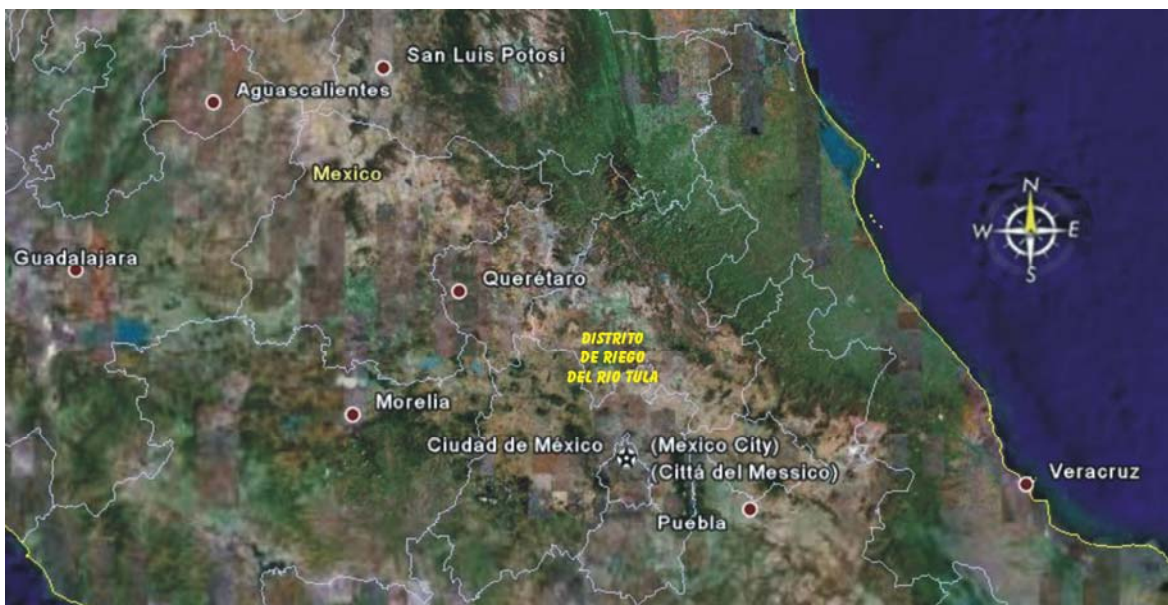 San Luis Potosí
Aguascalientes
Mexico
N
W E
S
Guadalajara
Querétaro
DISTRITO
DE RIEGO
DEL RIO TULA
Morelia
Ciudad de México (Mexico City)
(Cittá del Messico)
Veracruz
Puebla